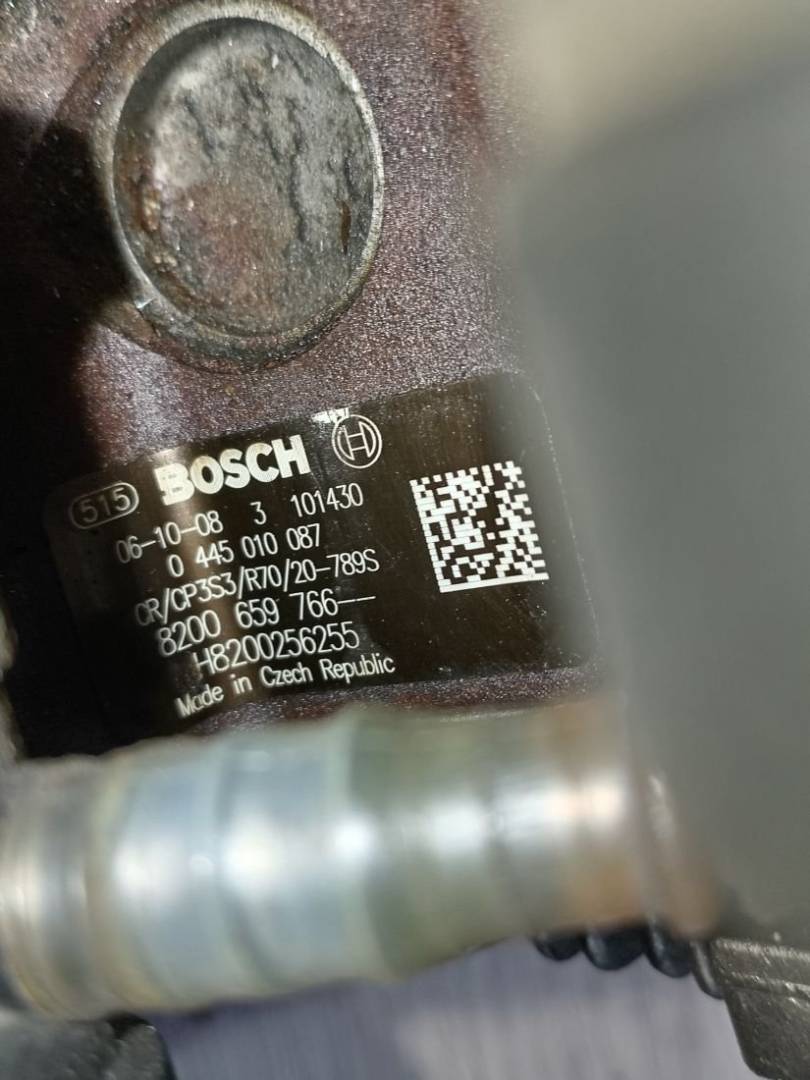 515 BOSCH
06-10-08 3 101430
0 445 010 087
CR/CP3S3/R70/20-789S
8200 659 766--
H8200256255
Made in Czech Republic